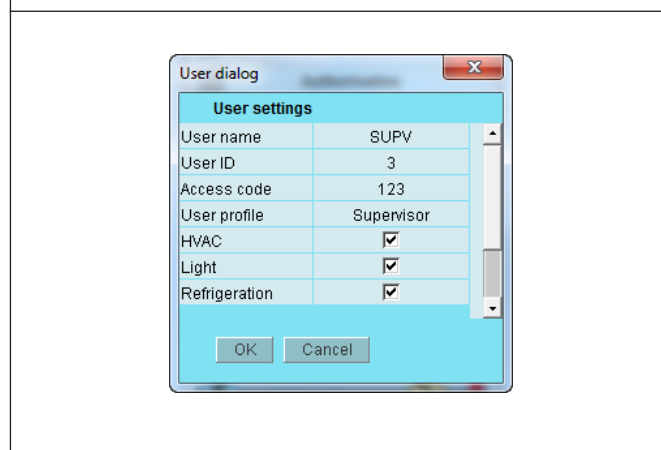 User dialog
User settings
User name SUPV
User ID 3
Access code 123
User profile Supervisor
HVAC
Light
Refrigeration
OK Cancel